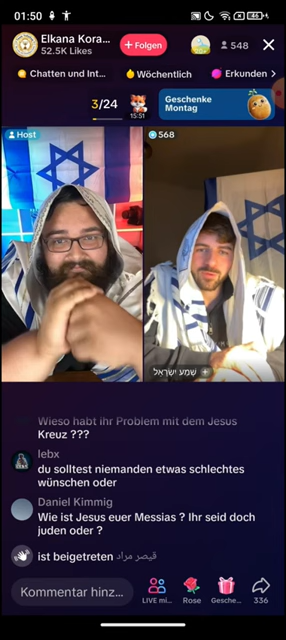 01:50
46
Elkana Kora...
52.5K Likes
+ Folgen
548
Chatten und Int...
Wöchentlich
Erkunden
3/24
15:51
Geschenke
Montag
Host
568
שְׁמַע יִשְׂרָאֵל
Wieso habt ihr Problem mit dem Jesus
Kreuz ???
lebx
du solltest niemanden etwas schlechtes
wünschen oder
Daniel Kimmig
Wie ist Jesus euer Messias ? Ihr seid doch
juden oder ?
ist beigetreten قيصر مراد
Kommentar hinz...
LIVE mi...
Rose
Gesche...
336